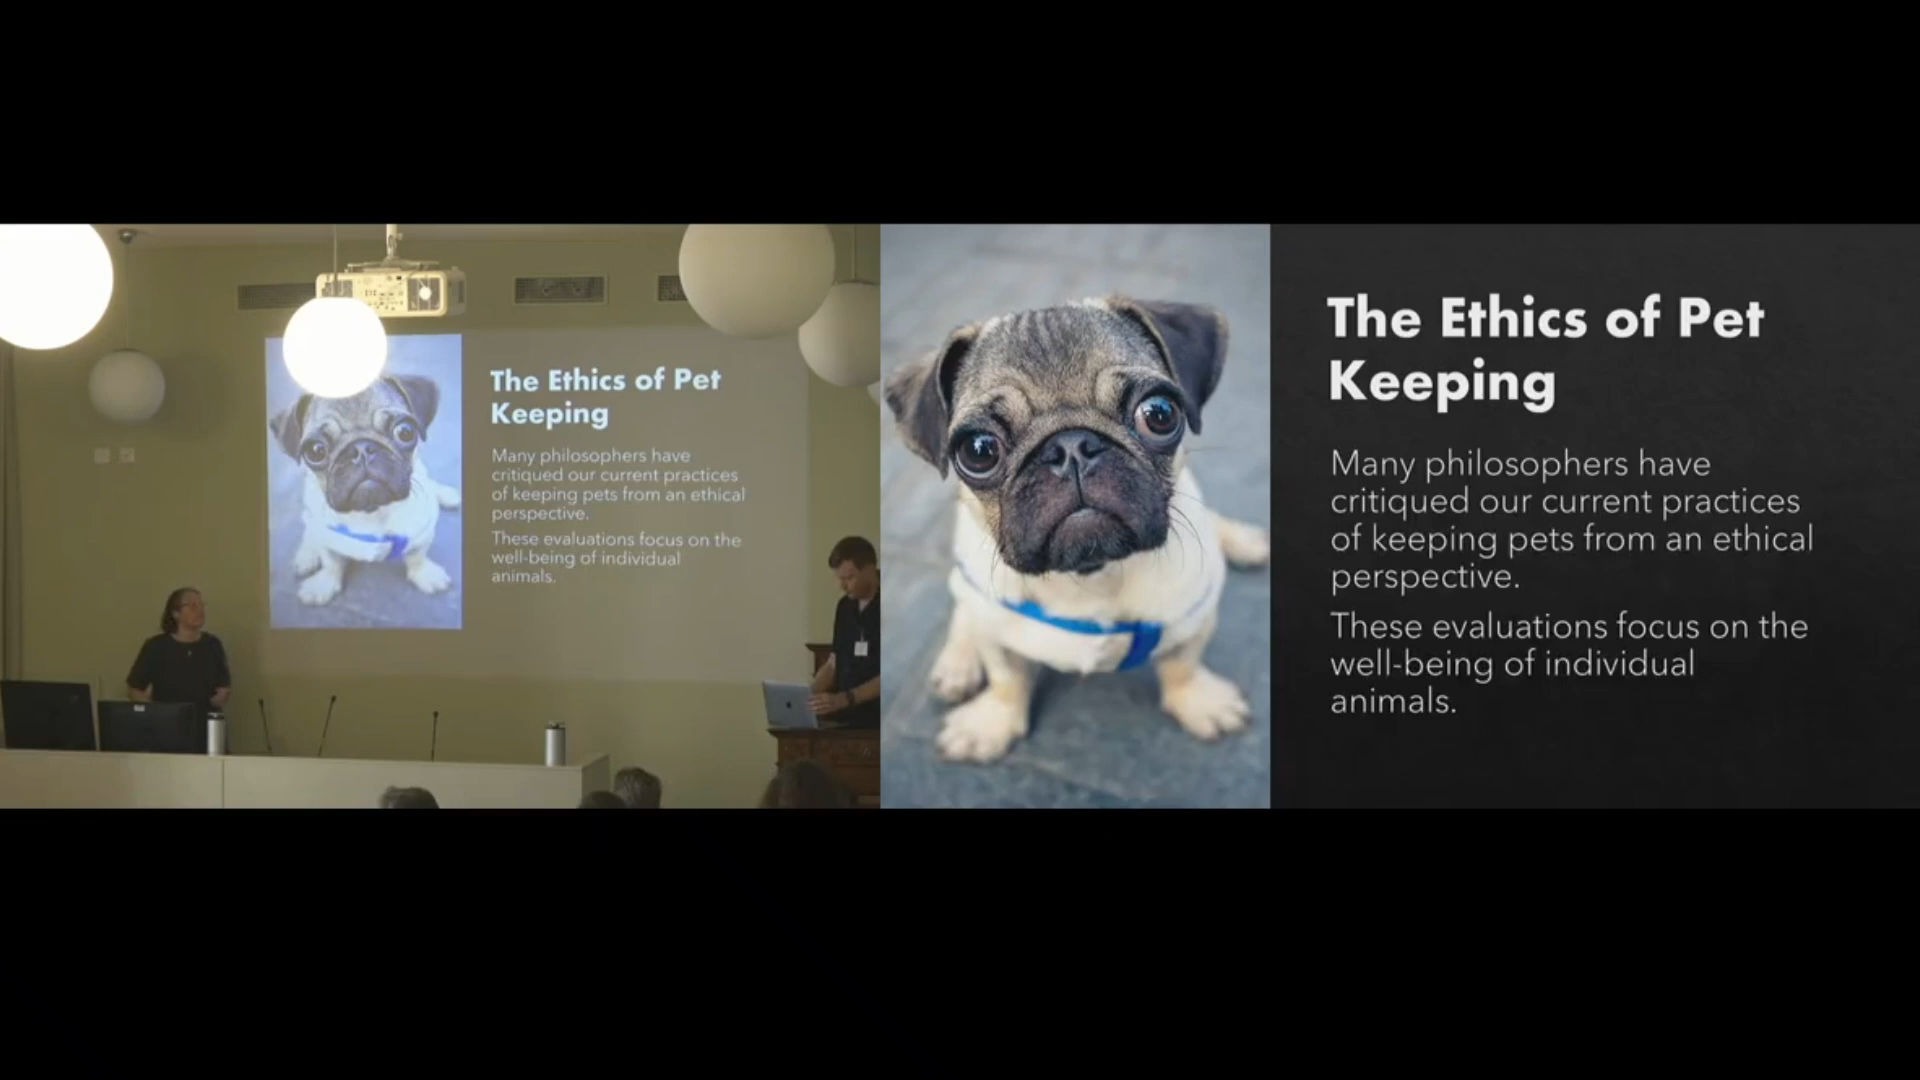 The Ethics of Pet
Keeping
Many philosophers have
critiqued our current practices
of keeping pets from an ethical
perspective.
These evaluations focus on the
well-being of individual
animals.
The Ethics of Pet
Keeping
Many philosophers have
critiqued our current practices
of keeping pets from an ethical
perspective.
These evaluations focus on the
well-being of individual
animals.